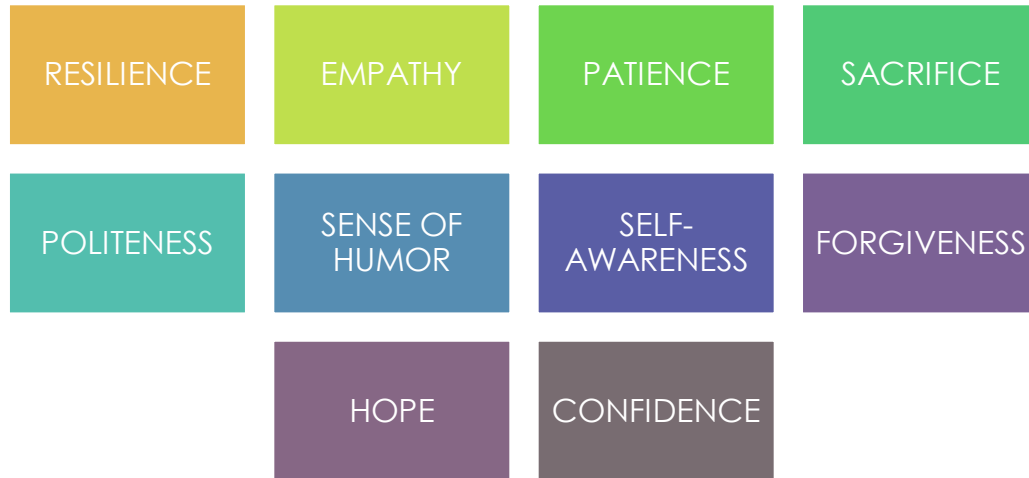 RESILIENCE
EMPATHY
PATIENCE
SACRIFICE
POLITENESS
SENSE OF
HUMOR
SELF-
AWARENESS
FORGIVENESS
HOPE
CONFIDENCE